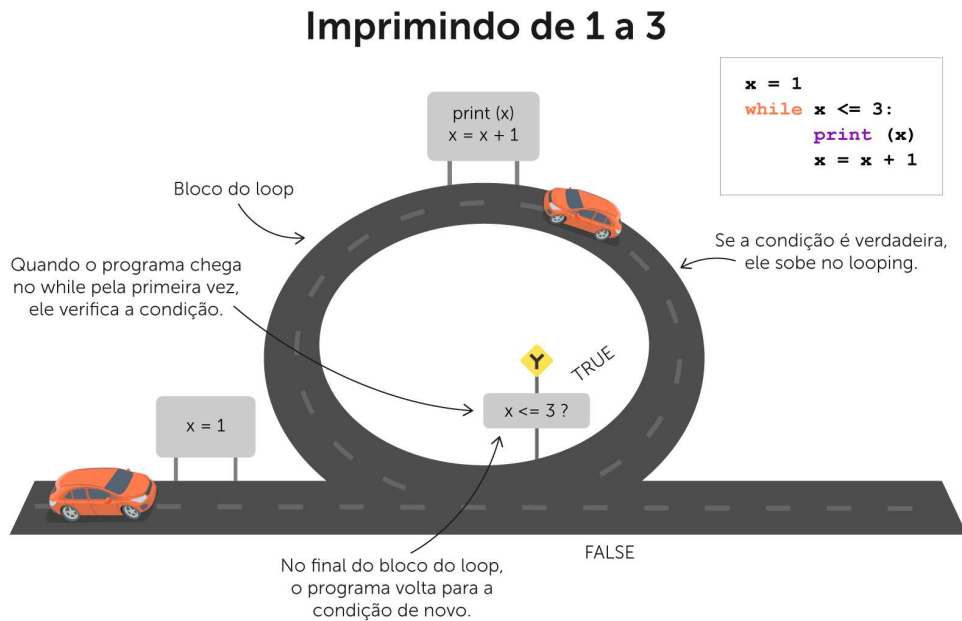 Imprimindo de 1 a 3
x = 1
while x <= 3:
print (x)
x = x + 1
print (x)
x = x + 1
Bloco do loop
Se a condição é verdadeira,
ele sobe no looping.
Quando o programa chega
no while pela primeira vez,
ele verifica a condição.
TRUE
x <= 3 ?
x = 1
FALSE
No final do bloco do loop,
o programa volta para a
condição de novo.